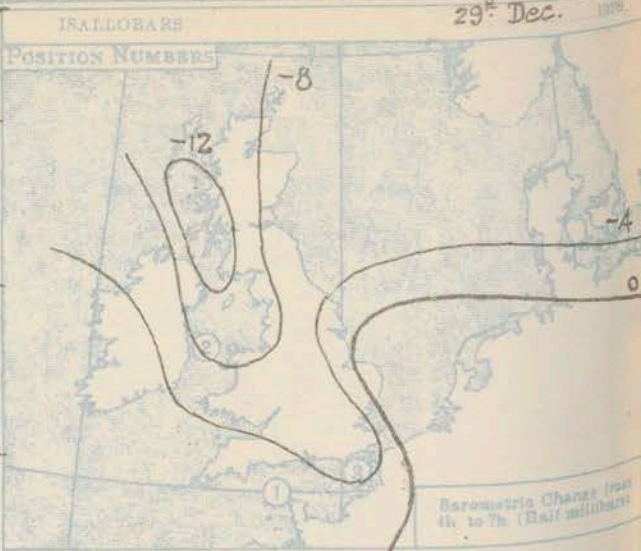 ISALLOBARS
29th Dec.
POSITION NUMBERS
-8
-12
-4
0
2
3
1
Barometric Change from
4h to 7h (Half millibars)